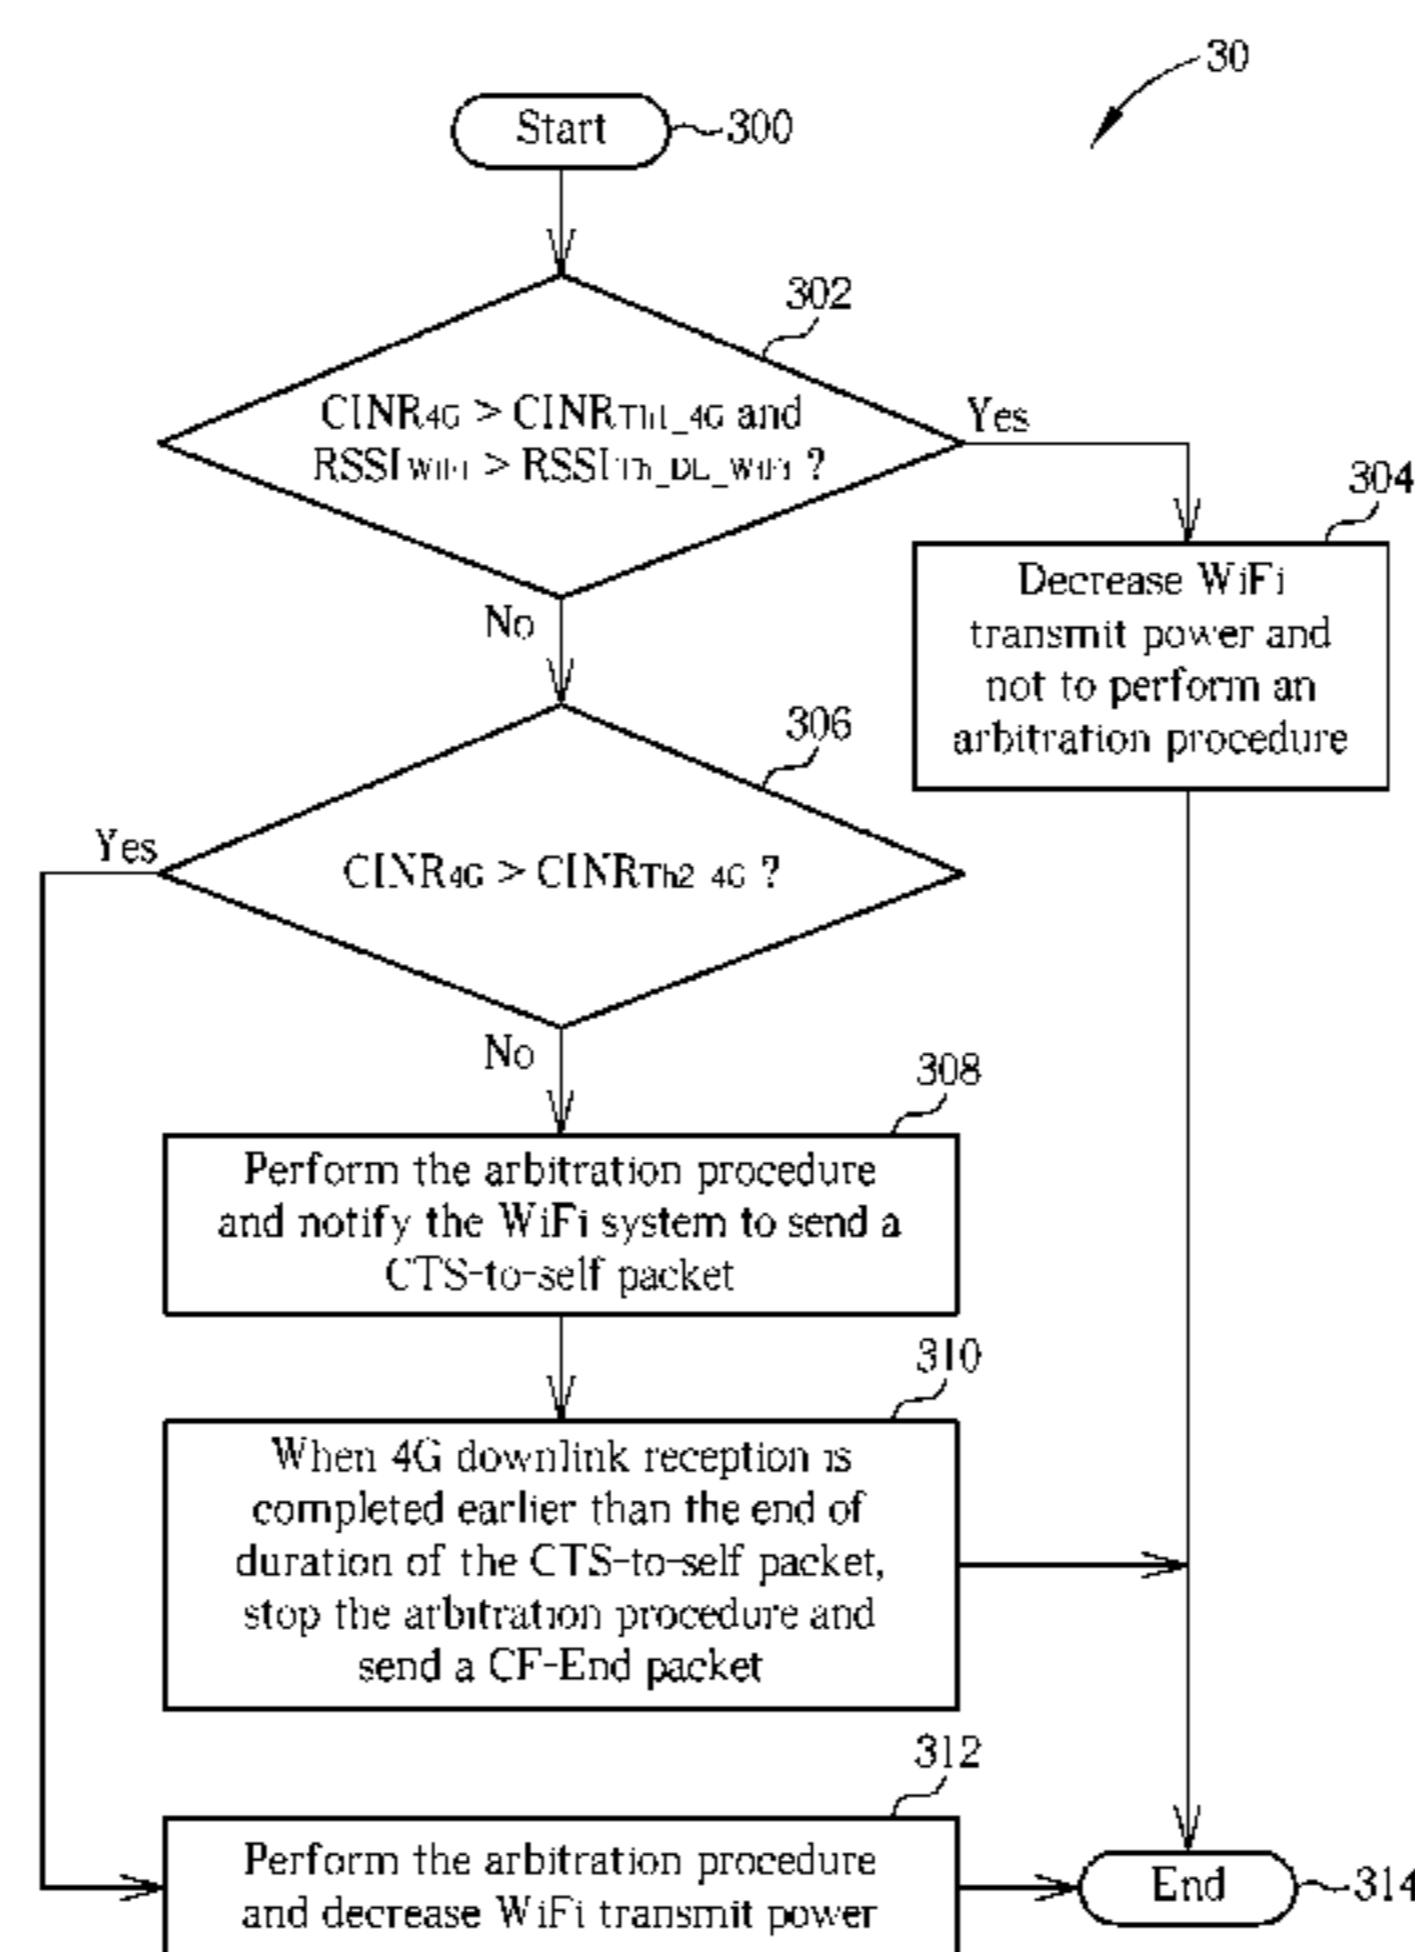 30
Start
300
302
CINR4G > CINRTh1_4G and
RSSIWiFi > RSSITh_DL_WiFi ?
Yes
304
Decrease WiFi
transmit power and
not to perform an
arbitration procedure
No
306
Yes
CINR4G > CINRTh2_4G ?
No
308
Perform the arbitration procedure
and notify the WiFi system to send a
CTS-to-self packet
310
When 4G downlink reception is
completed earlier than the end of
duration of the CTS-to-self packet,
stop the arbitration procedure and
send a CF-End packet
312
Perform the arbitration procedure
and decrease WiFi transmit power
End
314